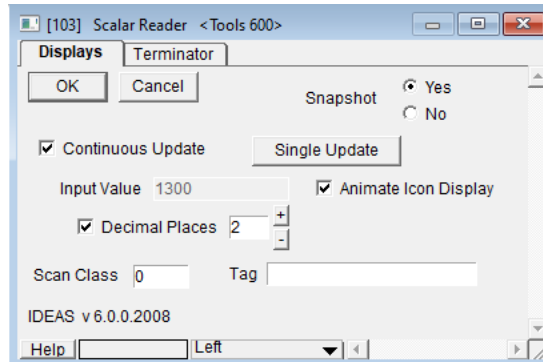 [103] Scalar Reader <Tools 600>
Displays Terminator
OK Cancel
Snapshot Yes
No
Continuous Update Single Update
Input Value 1300 Animate Icon Display
Decimal Places 2 + -
Scan Class 0 Tag
IDEAS v 6.0.0.2008
Help Left